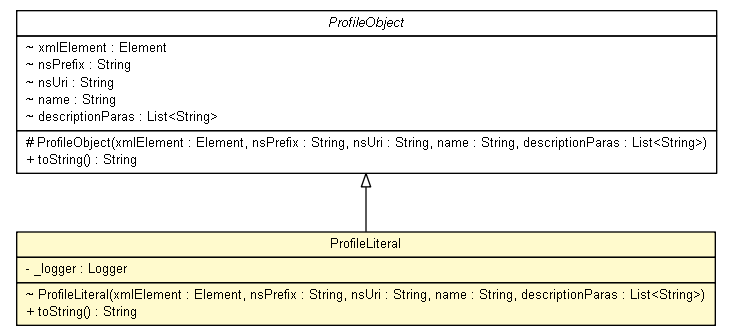 ProfileObject
~ xmlElement : Element
~ nsPrefix : String
~ nsUri : String
~ name : String
~ descriptionParas : List<String>
# ProfileObject(xmlElement : Element, nsPrefix : String, nsUri : String, name : String, descriptionParas : List<String>)
+ toString() : String
ProfileLiteral
- _logger : Logger
~ ProfileLiteral(xmlElement : Element, nsPrefix : String, nsUri : String, name : String, descriptionParas : List<String>)
+ toString() : String